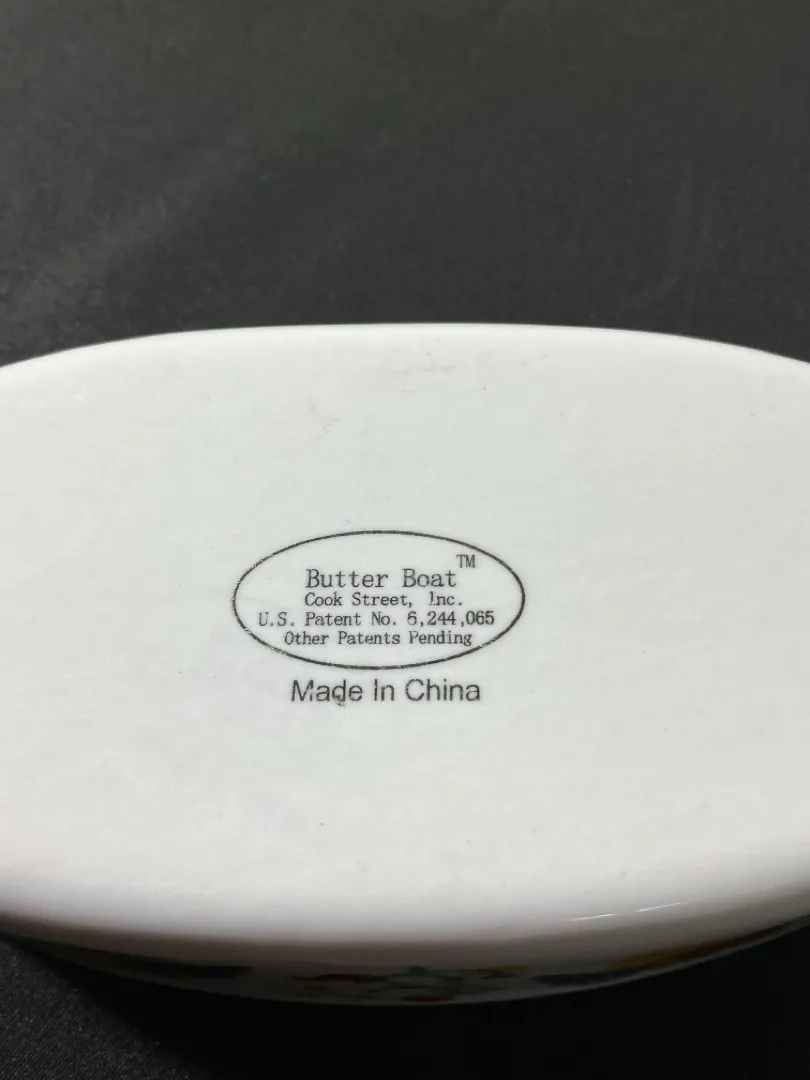 Butter Boat™
Cook Street, Inc.
U.S. Patent No. 6,244,065
Other Patents Pending
Made In China